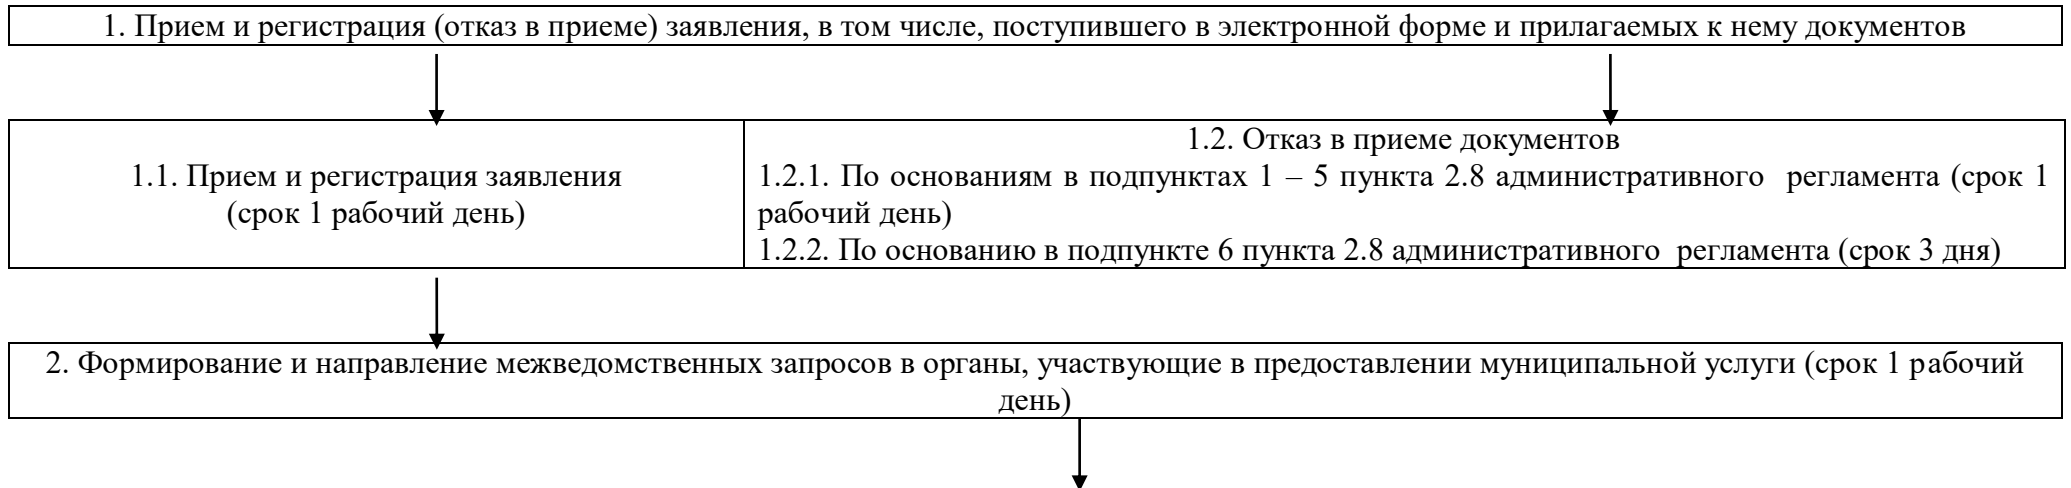 1. Прием и регистрация (отказ в приеме) заявления, в том числе, поступившего в электронной форме и прилагаемых к нему документов
1.1. Прием и регистрация заявления
(срок 1 рабочий день)
1.2. Отказ в приеме документов
1.2.1. По основаниям в подпунктах 1 – 5 пункта 2.8 административного регламента (срок 1
рабочий день)
1.2.2. По основанию в подпункте 6 пункта 2.8 административного регламента (срок 3 дня)
2. Формирование и направление межведомственных запросов в органы, участвующие в предоставлении муниципальной услуги (срок 1 рабочий
день)